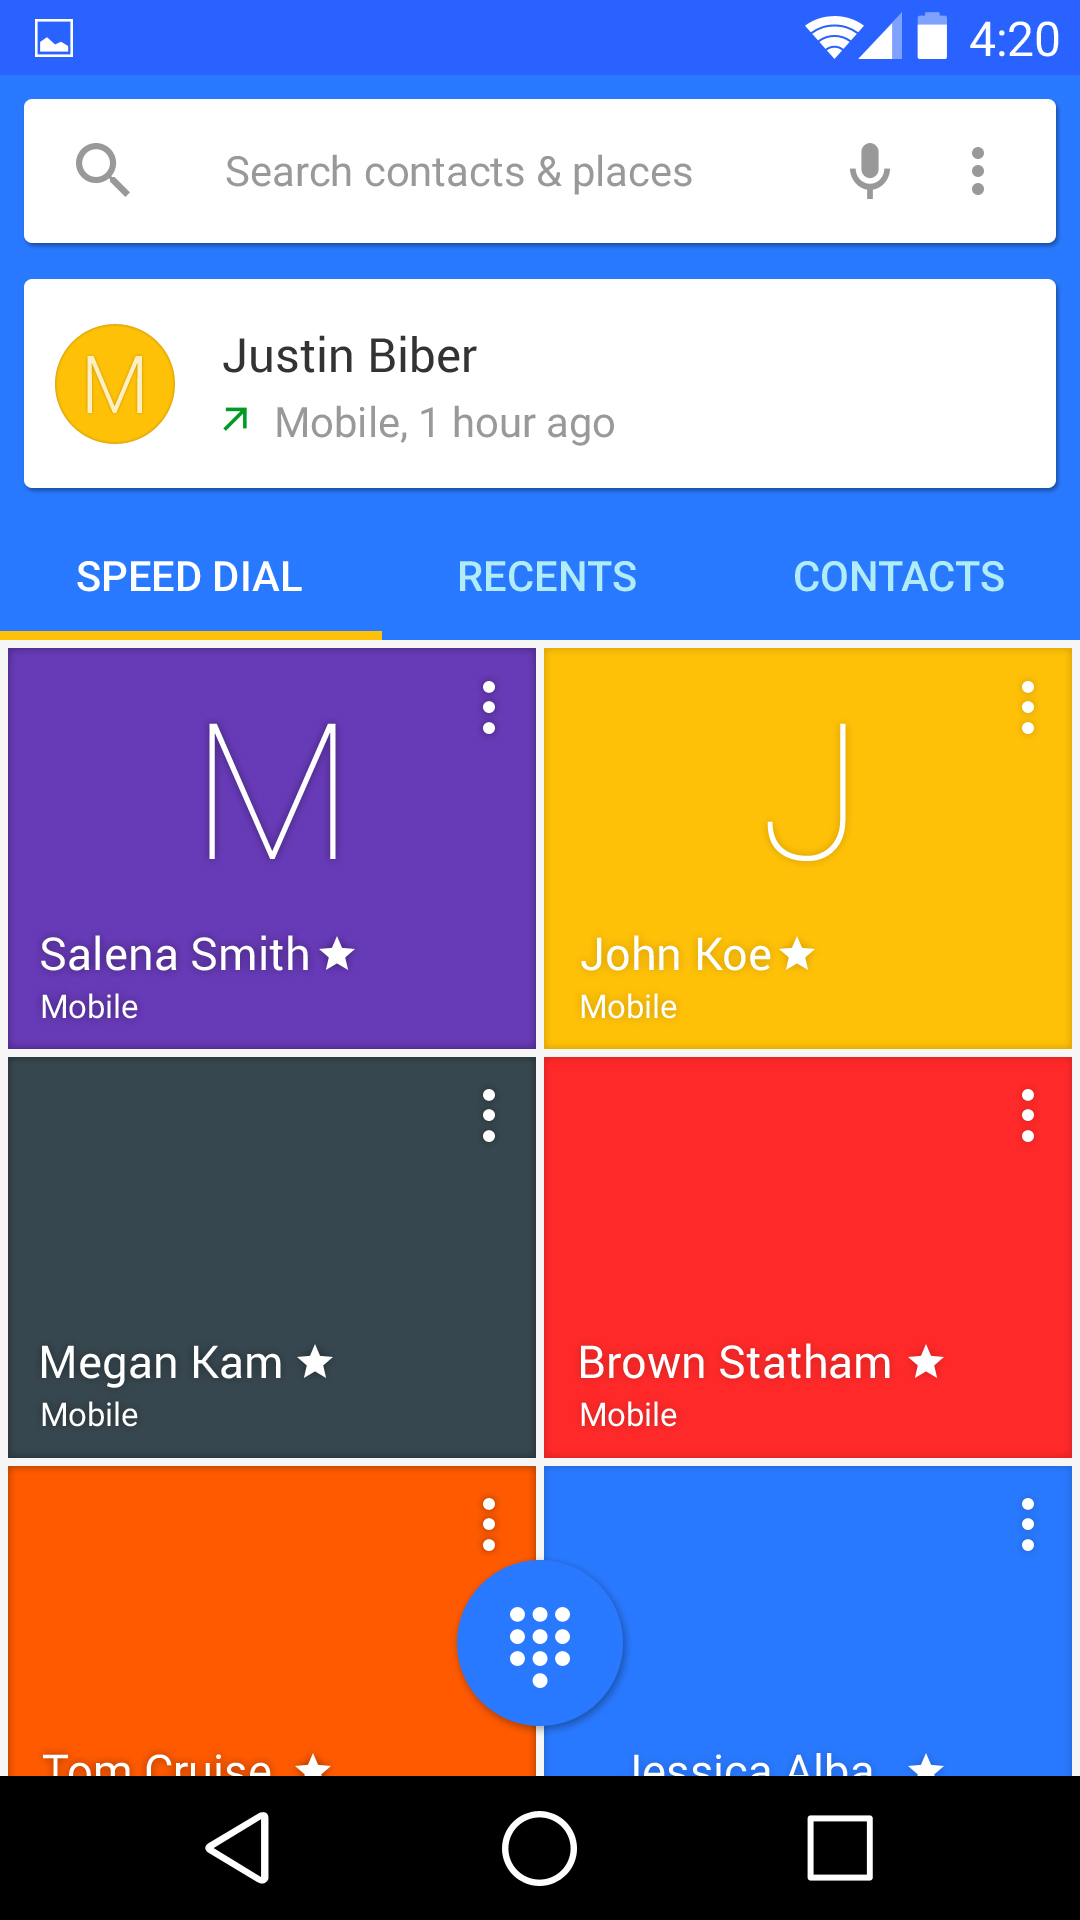 4:20
Search contacts & places
M
Justin Biber
Mobile, 1 hour ago
SPEED DIAL RECENTS CONTACTS
M
J
Salena Smith
Mobile
John Koe
Mobile
Megan Kam
Mobile
Brown Statham
Mobile
Tom Cruise
Jessica Alba